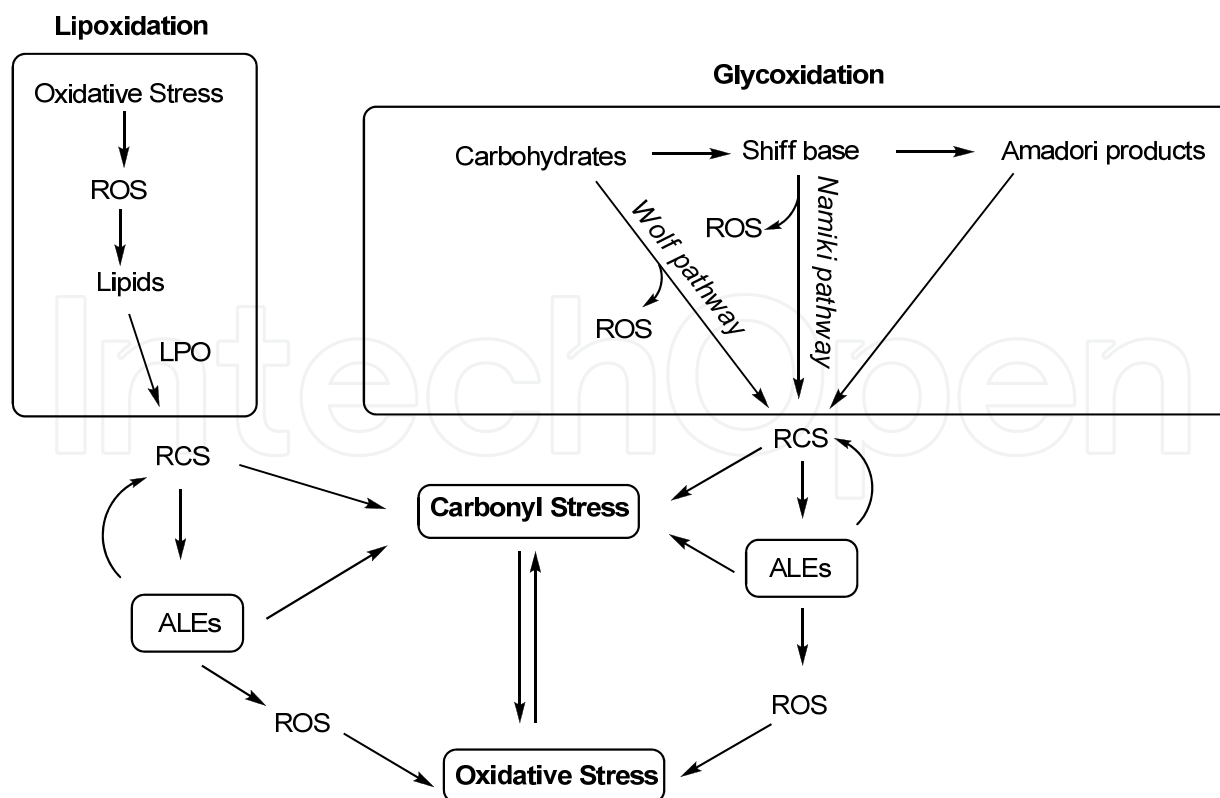 Lipoxidation
Oxidative Stress
ROS
Lipids
LPO
Glycoxidation
Carbohydrates
Shiff base
Amadori products
Wolf pathway
Namiki pathway
ROS
ROS
IntechOpen
RCS
RCS
Carbonyl Stress
ALEs
ALEs
ROS
ROS
Oxidative Stress